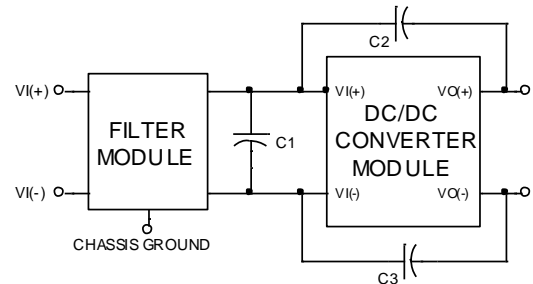 C2
VI(+)
VI(+)
VO(+)
FILTER
MODULE
C1
DC/DC
CONVERTER
MODULE
VI(-)
VI(-)
VO(-)
CHASSIS GROUND
C3